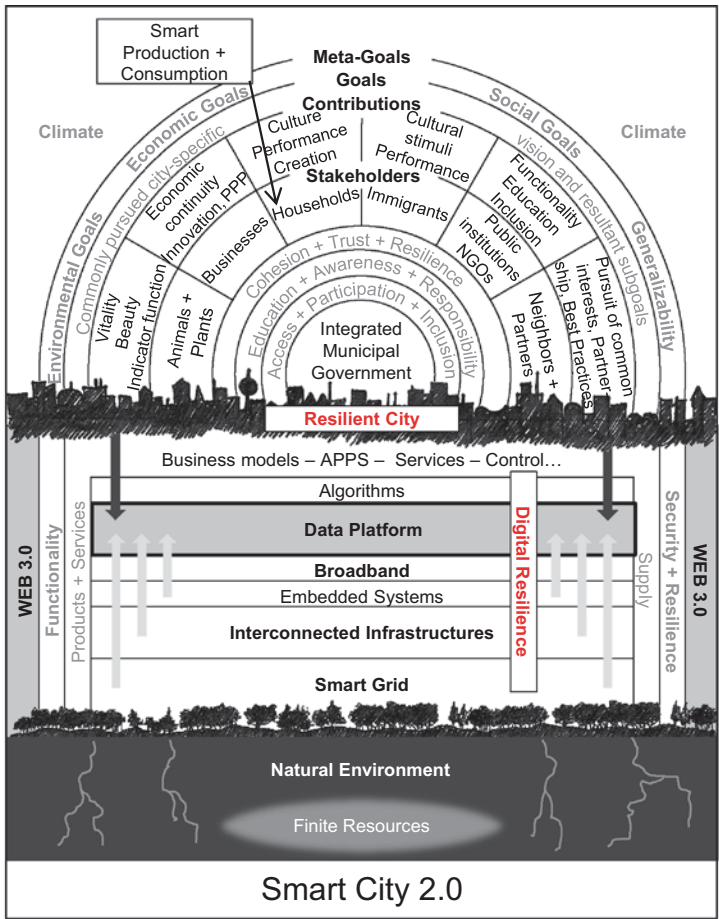 Smart
Production +
Consumption
Meta-Goals
Goals
Contributions
Climate
Climate
Environmental Goals
Economic Goals
Social Goals
Generalizability
Commonly pursued city-specific
vision and resultant subgoals
Vitality
Beauty
Indicator function
Economic
continuity
Innovation, PPP
Culture
Performance
Creation
Cultural
stimuli
Performance
Functionality
Education
Inclusion
Pursuit of common
interests, Partner-
ship, Best Practices
Stakeholders
Animals +
Plants
Businesses
Households
Immigrants
Public
institutions
NGOs
Neighbors +
Partners
Cohesion + Trust + Resilience
Education + Awareness + Responsibility
Access + Participation + Inclusion
Integrated
Municipal
Government
Resilient City
Business models – APPS – Services – Control…
Algorithms
Data Platform
Broadband
Embedded Systems
Interconnected Infrastructures
Smart Grid
WEB 3.0
Functionality
Products + Services
Digital Resilience
Supply
Security + Resilience
WEB 3.0
Natural Environment
Finite Resources
Smart City 2.0